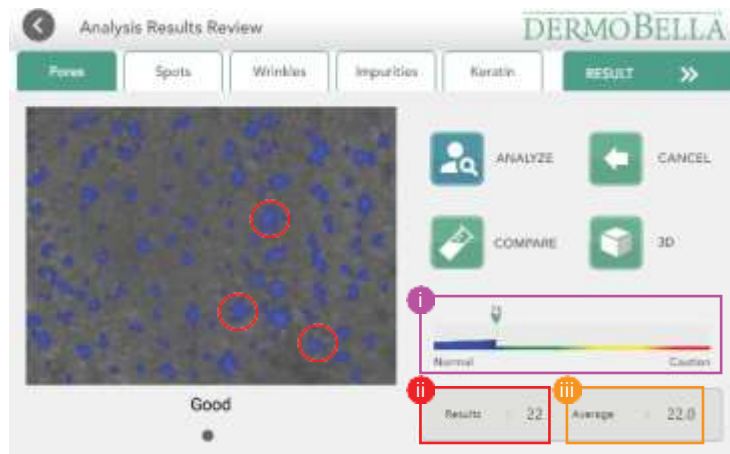 Analysis Results Review
DERMOBELLA
Pores
Spots
Wrinkles
Impurities
Keratin
RESULT
ANALYZE
CANCEL
COMPARE
3D
i
Normal
Caution
Good
ii
iii
Results : 22
Average : 22.0